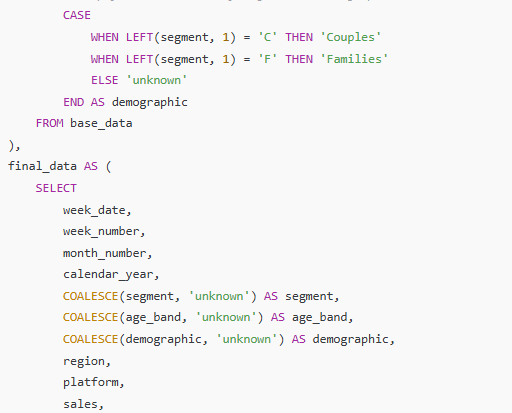 CASE
WHEN LEFT(segment, 1) = 'C' THEN 'Couples'
WHEN LEFT(segment, 1) = 'F' THEN 'Families'
ELSE 'unknown'
END AS demographic
FROM base_data
),
final_data AS (
SELECT
week_date,
week_number,
month_number,
calendar_year,
COALESCE(segment, 'unknown') AS segment,
COALESCE(age_band, 'unknown') AS age_band,
COALESCE(demographic, 'unknown') AS demographic,
region,
platform,
sales,